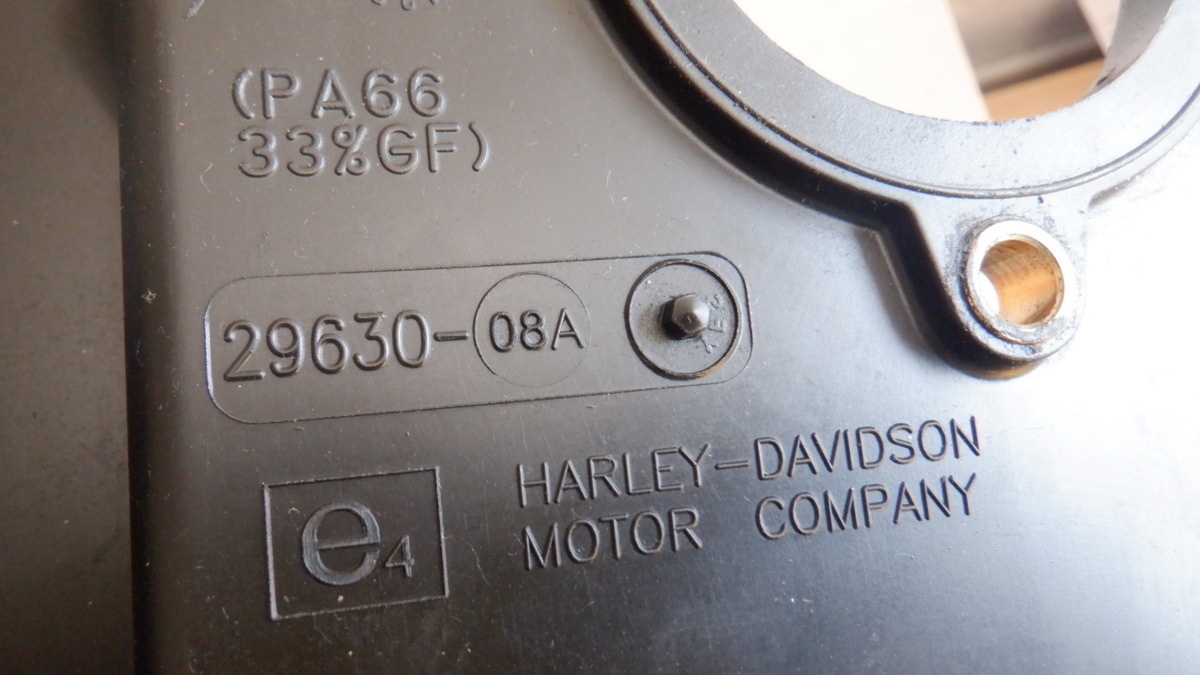 (PA66
33%GF)
29630-08A
e4
HARLEY-DAVIDSON
MOTOR COMPANY